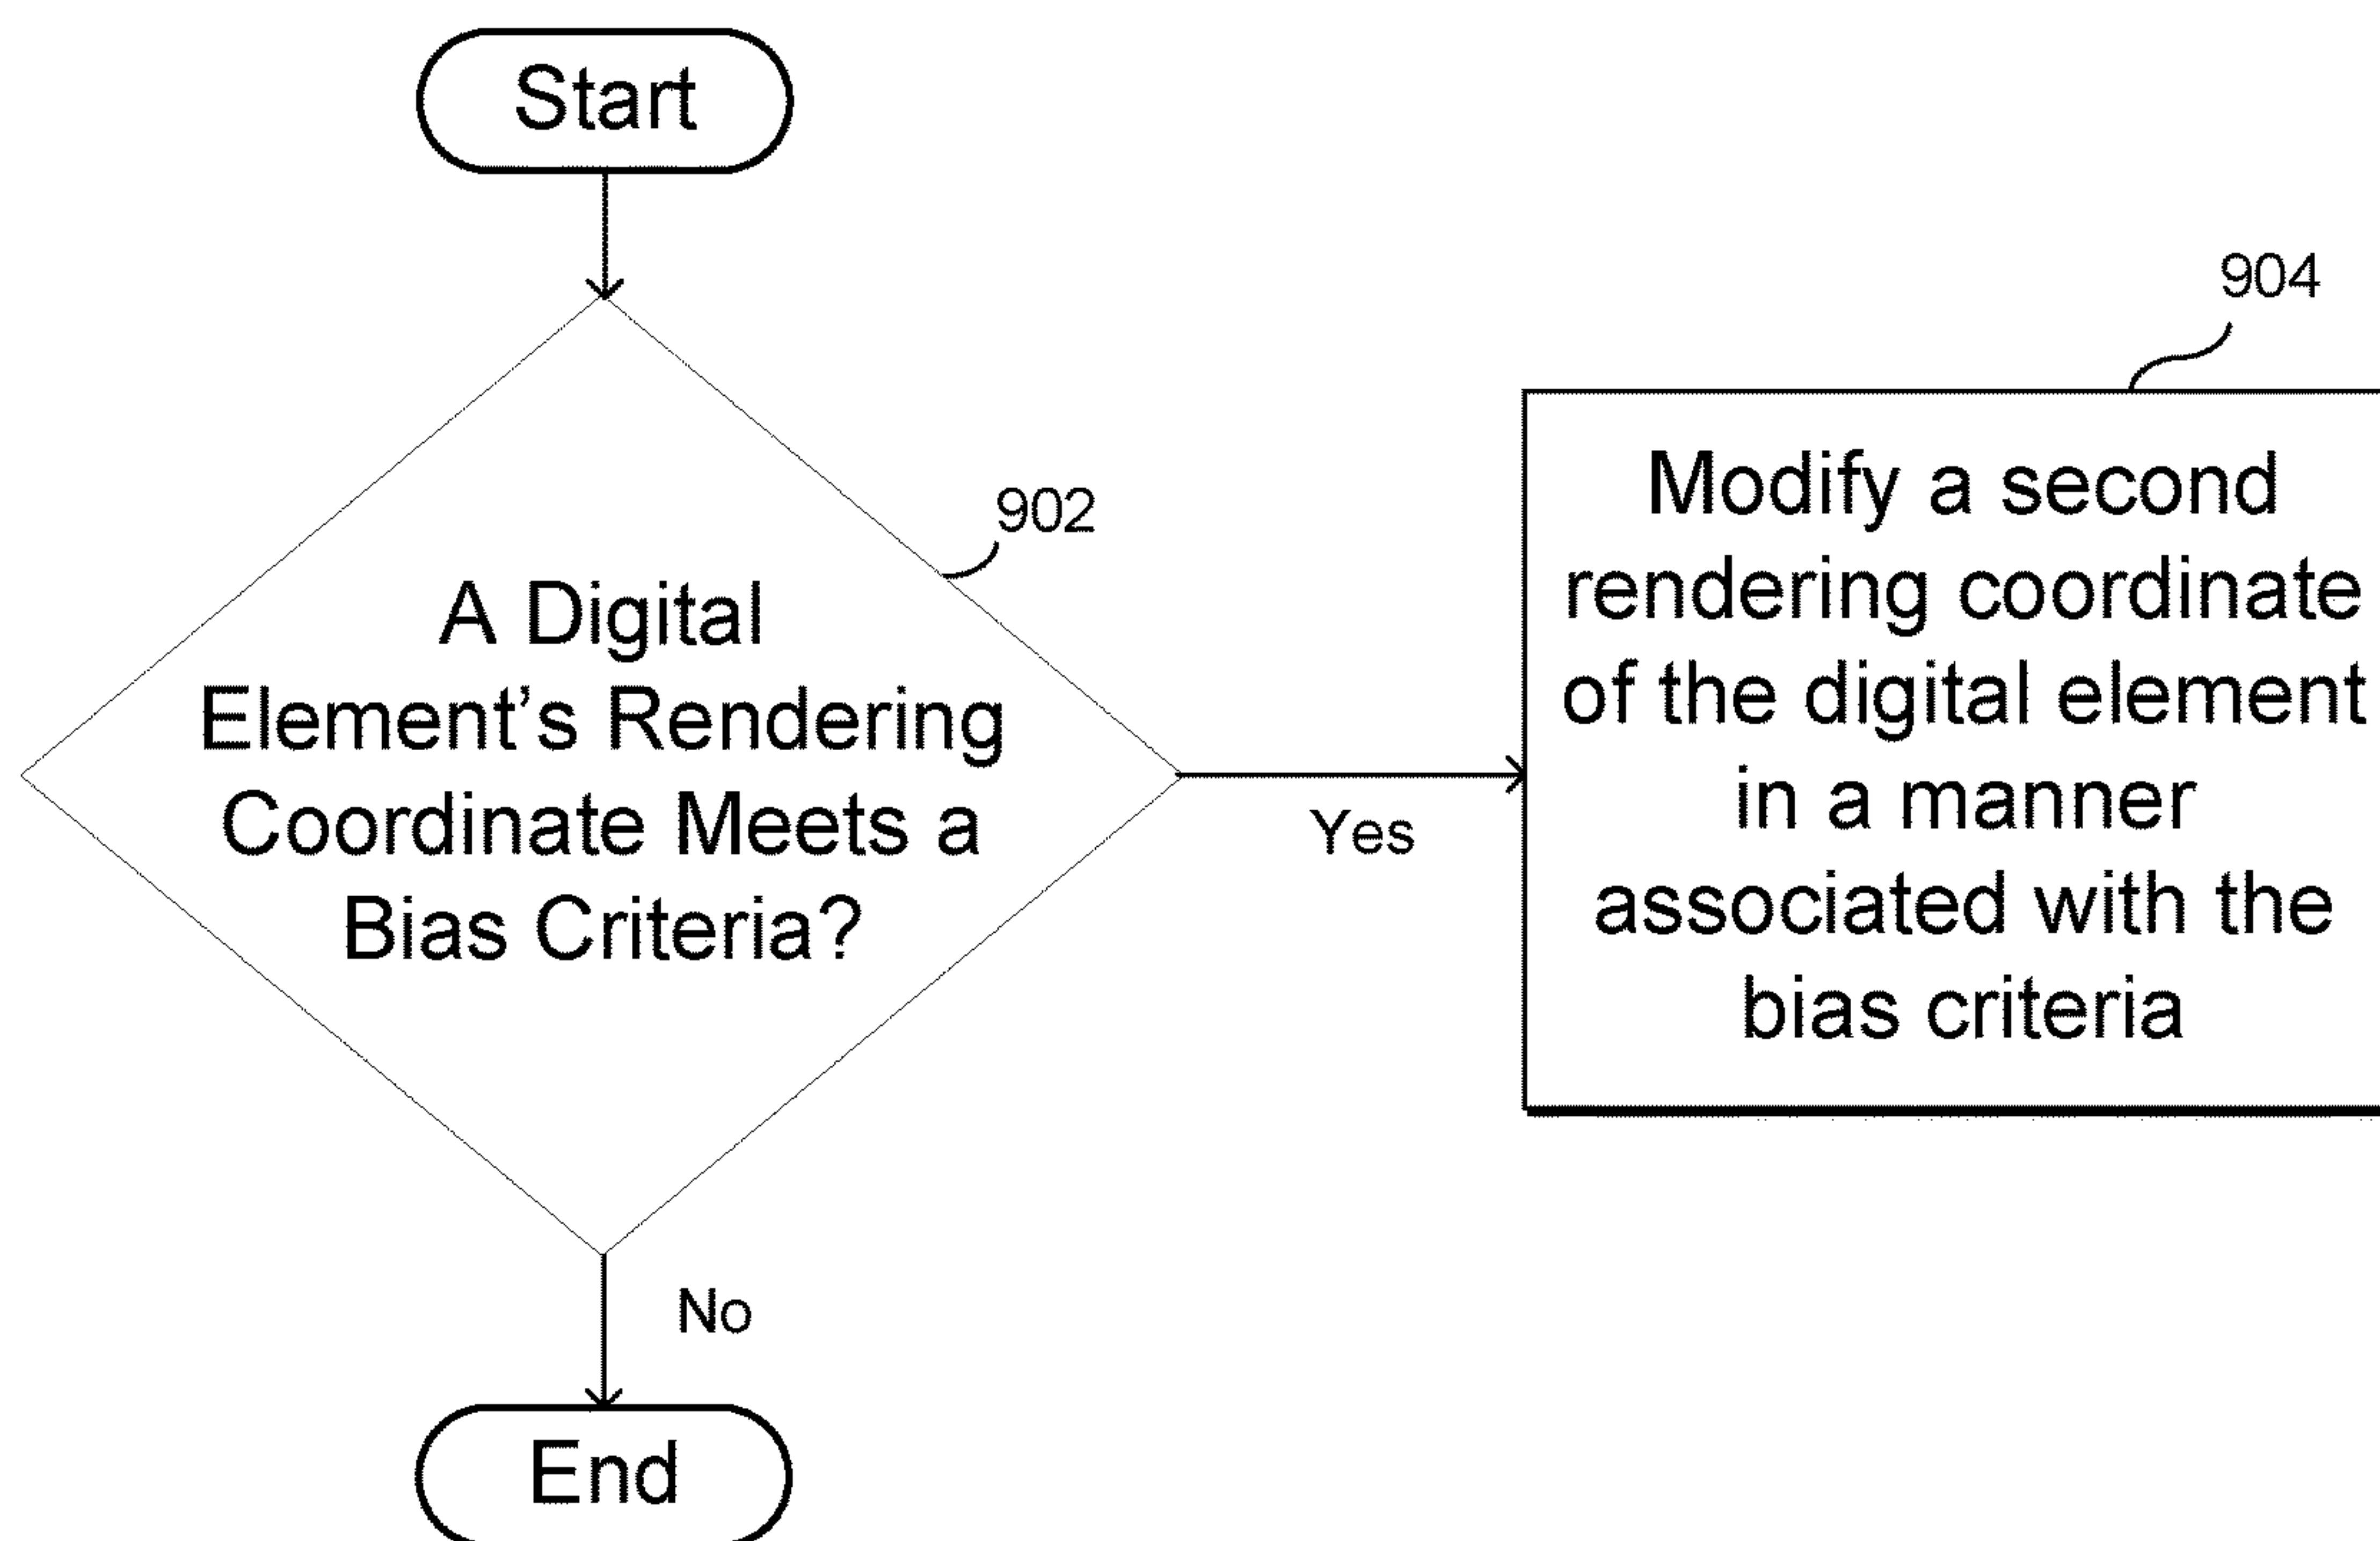 Start
902
A Digital
Element’s Rendering
Coordinate Meets a
Bias Criteria?
Yes
904
Modify a second
rendering coordinate
of the digital element
in a manner
associated with the
bias criteria
No
End